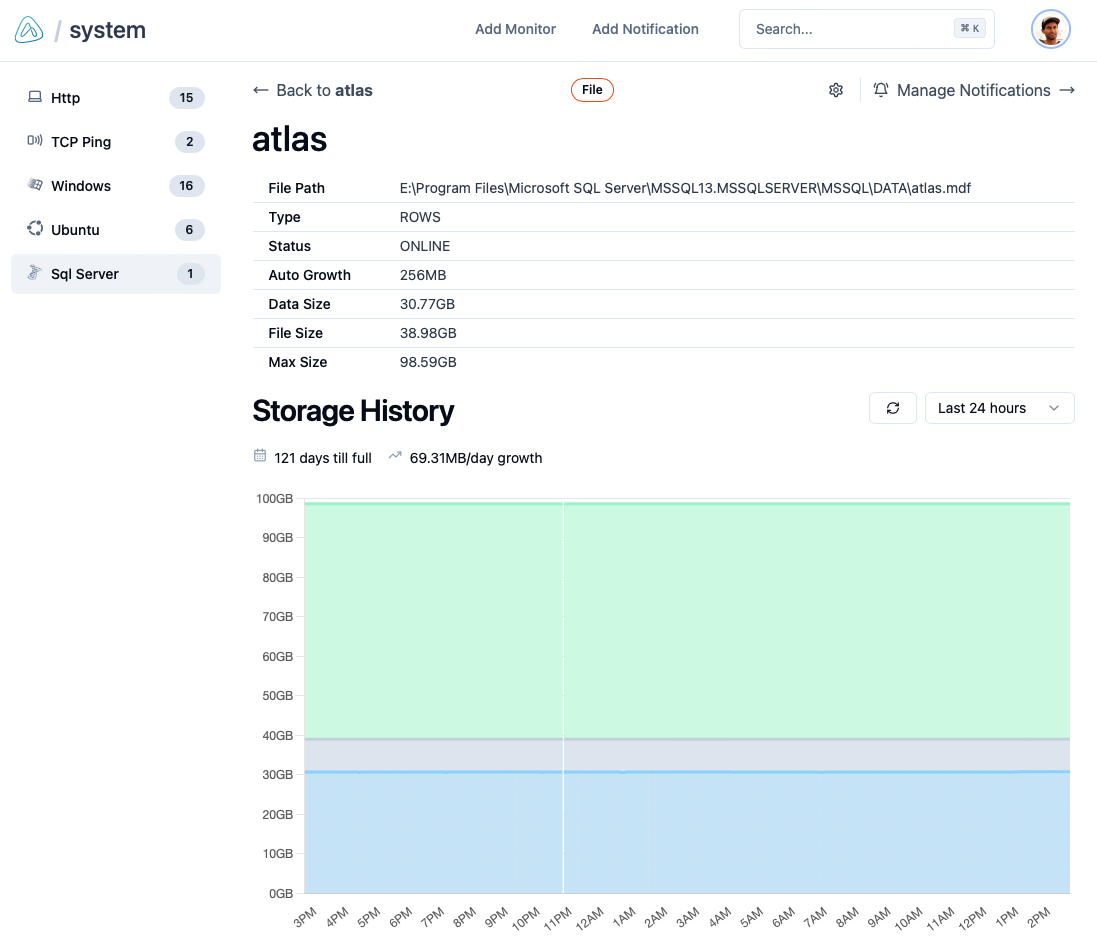 / system
Add Monitor
Add Notification
Search...
⌘ K
Http 15
TCP Ping 2
Windows 16
Ubuntu 6
Sql Server 1
← Back to atlas
File
Manage Notifications →
atlas
File Path E:\Program Files\Microsoft SQL Server\MSSQL13.MSSQLSERVER\MSSQL\DATA\atlas.mdf
Type ROWS
Status ONLINE
Auto Growth 256MB
Data Size 30.77GB
File Size 38.98GB
Max Size 98.59GB
Storage History
Last 24 hours
121 days till full
69.31MB/day growth
100GB
90GB
80GB
70GB
60GB
50GB
40GB
30GB
20GB
10GB
0GB
3PM 4PM 5PM 6PM 7PM 8PM 9PM 10PM 11PM 12AM 1AM 2AM 3AM 4AM 5AM 6AM 7AM 8AM 9AM 10AM 11AM 12PM 1PM 2PM